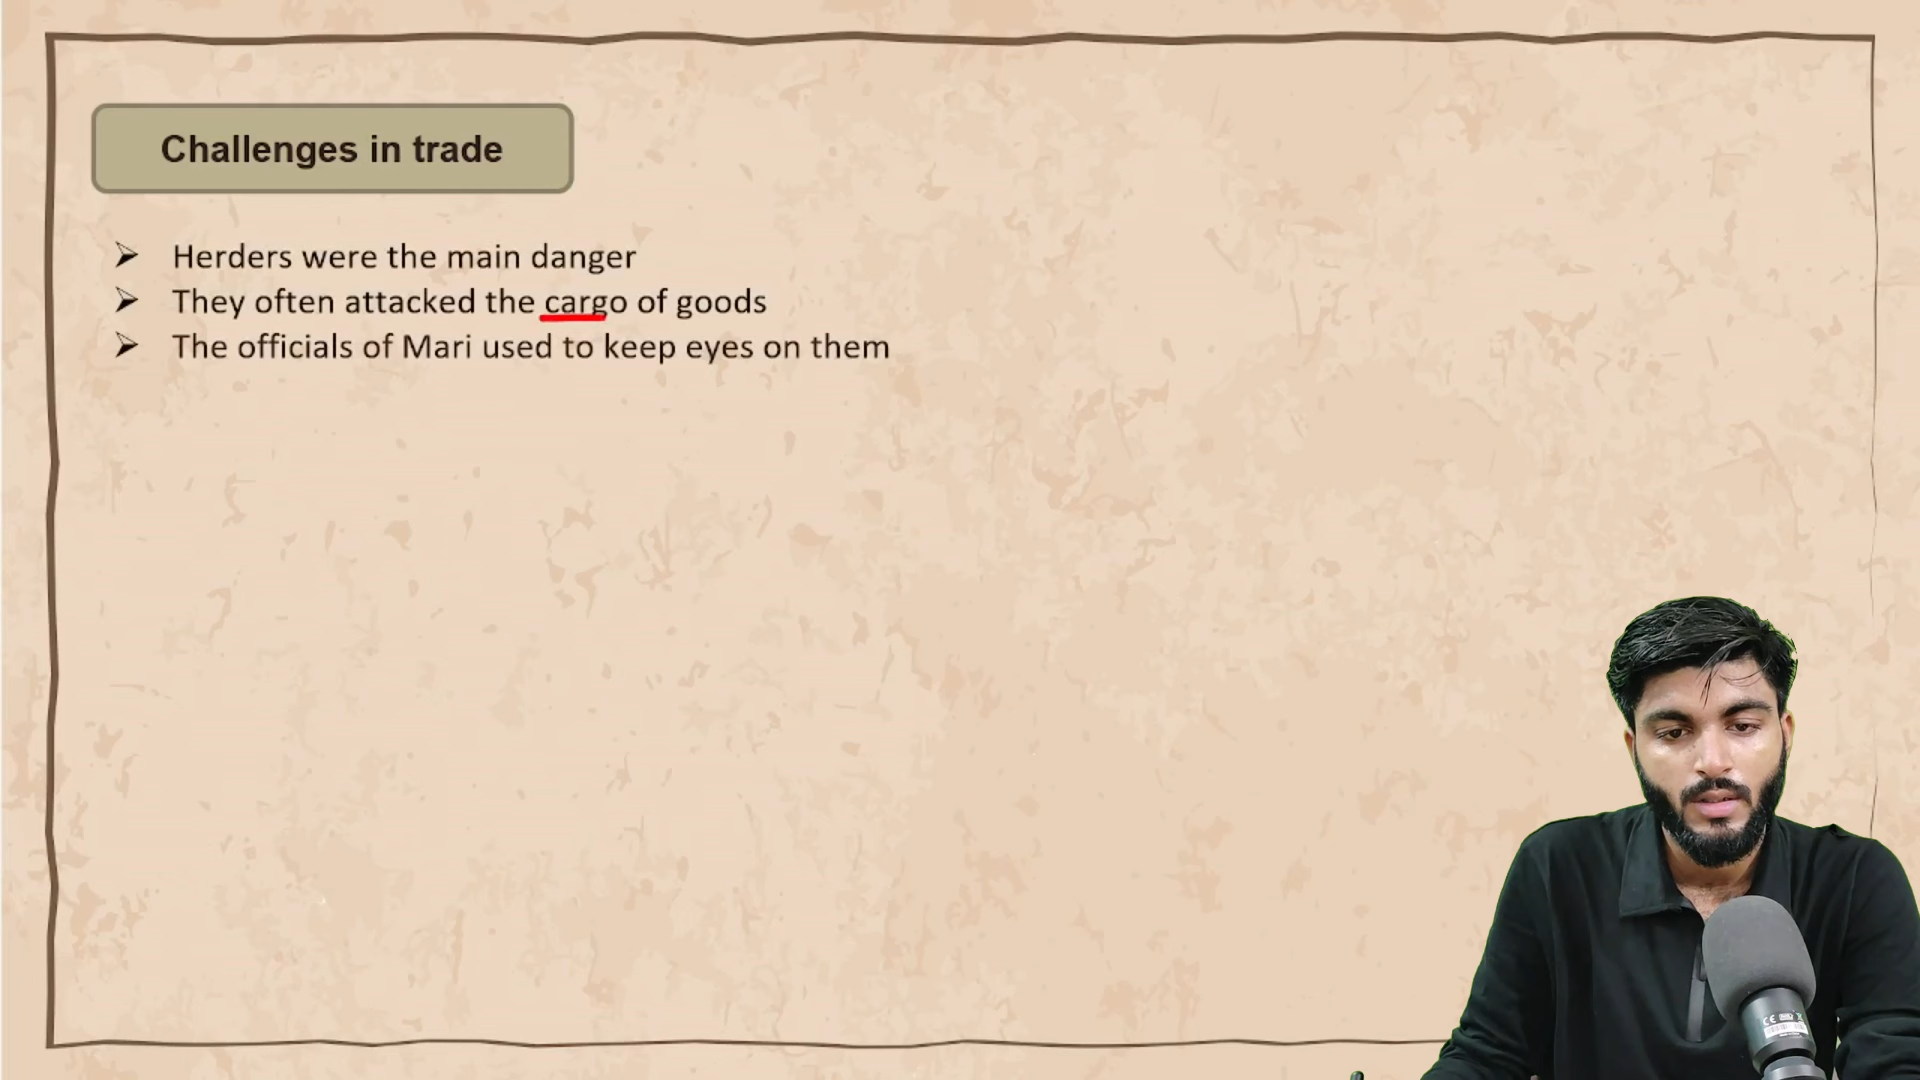 Challenges in trade
➢ Herders were the main danger
➢ They often attacked the cargo of goods
➢ The officials of Mari used to keep eyes on them